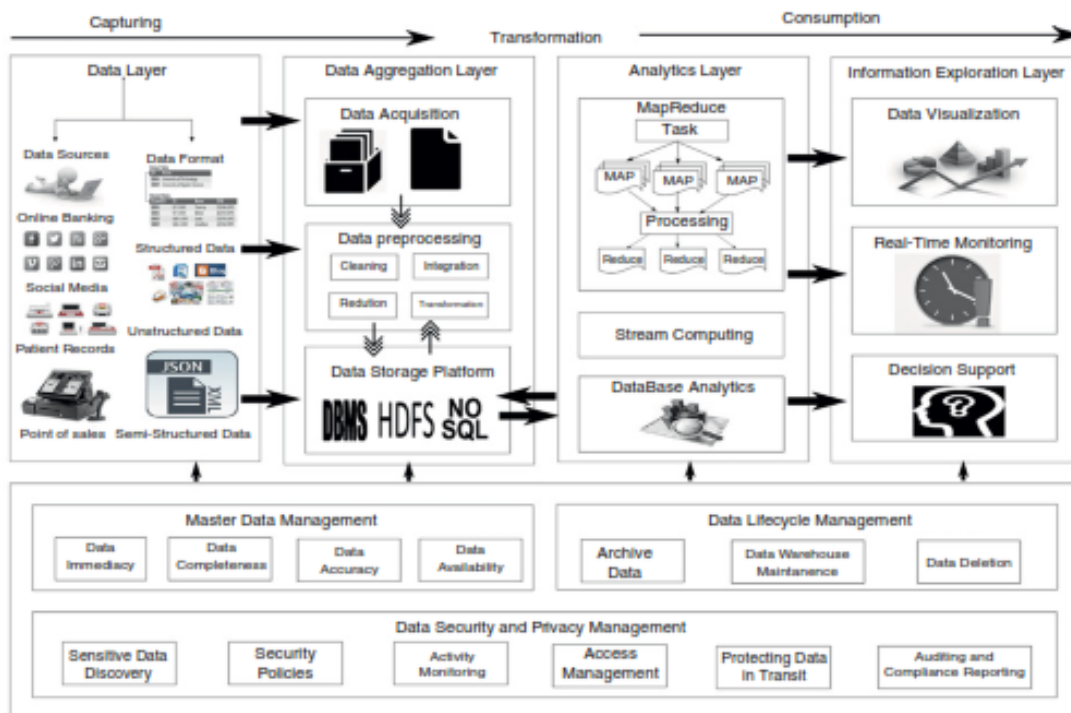 Capturing
Transformation
Consumption
Data Layer
Data Sources
Data Format
Online Banking
Structured Data
Social Media
Unstructured Data
Patient Records
JSON
XML
Point of sales
Semi-Structured Data
Data Aggregation Layer
Data Acquisition
Data preprocessing
Cleaning
Integration
Redution
Transformation
Data Storage Platform
DBMS
HDFS
NO
SQL
Analytics Layer
MapReduce
Task
MAP
MAP
MAP
Processing
Reduce
Reduce
Reduce
Stream Computing
DataBase Analytics
Information Exploration Layer
Data Visualization
Real-Time Monitoring
Decision Support
Master Data Management
Data
Immediacy
Data
Completeness
Data
Accuracy
Data
Availability
Data Lifecycle Management
Archive
Data
Data Warehouse
Maintanence
Data Deletion
Data Security and Privacy Management
Sensitive Data
Discovery
Security
Policies
Activity
Monitoring
Access
Management
Protecting Data
in Transit
Auditing and
Compliance Reporting